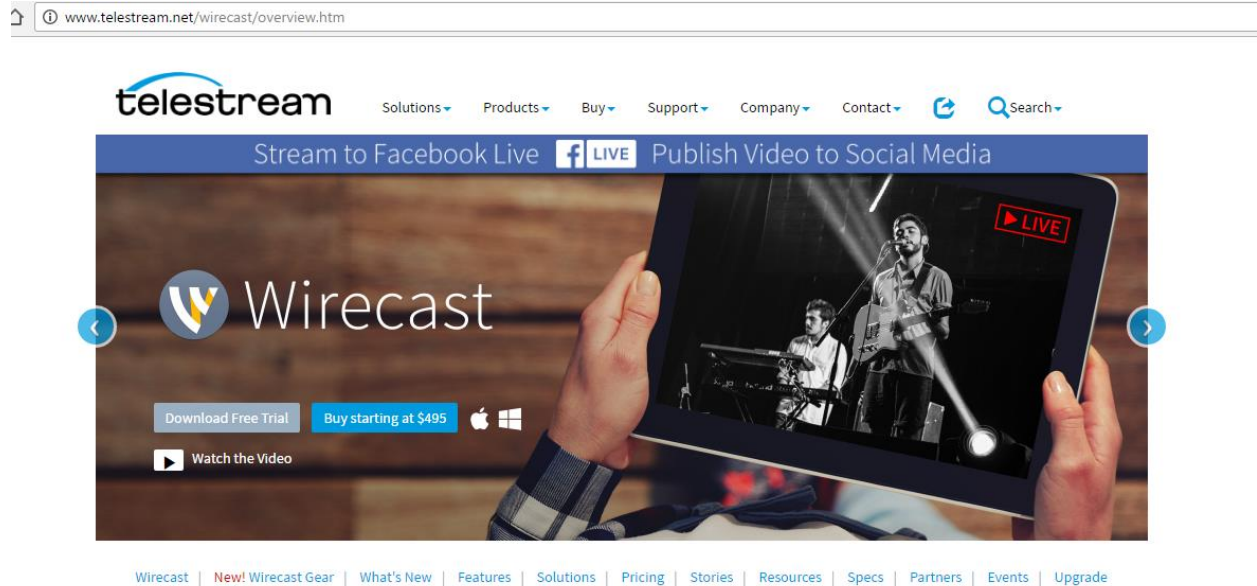 www.telestream.net/wirecast/overview.htm
telestream
Solutions Products Buy Support Company Contact Search
Stream to Facebook Live f LIVE Publish Video to Social Media
LIVE
Wirecast
Download Free Trial Buy starting at $495
Watch the Video
Wirecast | New! Wirecast Gear | What's New | Features | Solutions | Pricing | Stories | Resources | Specs | Partners | Events | Upgrade